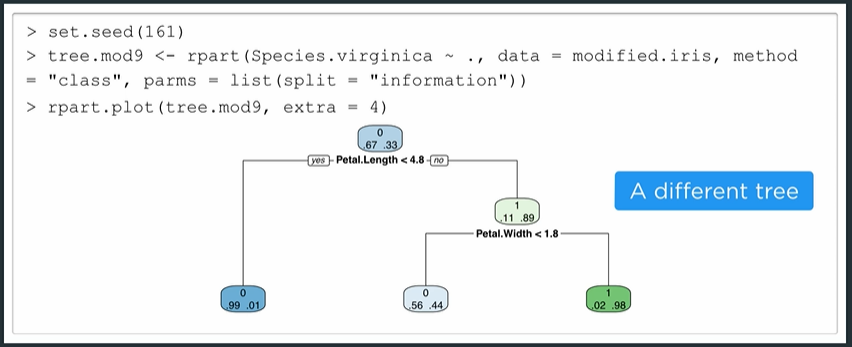 > set.seed(161)
> tree.mod9 <- rpart(Species.virginica ~ ., data = modified.iris, method
= "class", parms = list(split = "information"))
> rpart.plot(tree.mod9, extra = 4)
0
.67 .33
yes Petal.Length < 4.8 no
A different tree
1
.11 .89
Petal.Width < 1.8
0
.99 .01
0
.56 .44
1
.02 .98